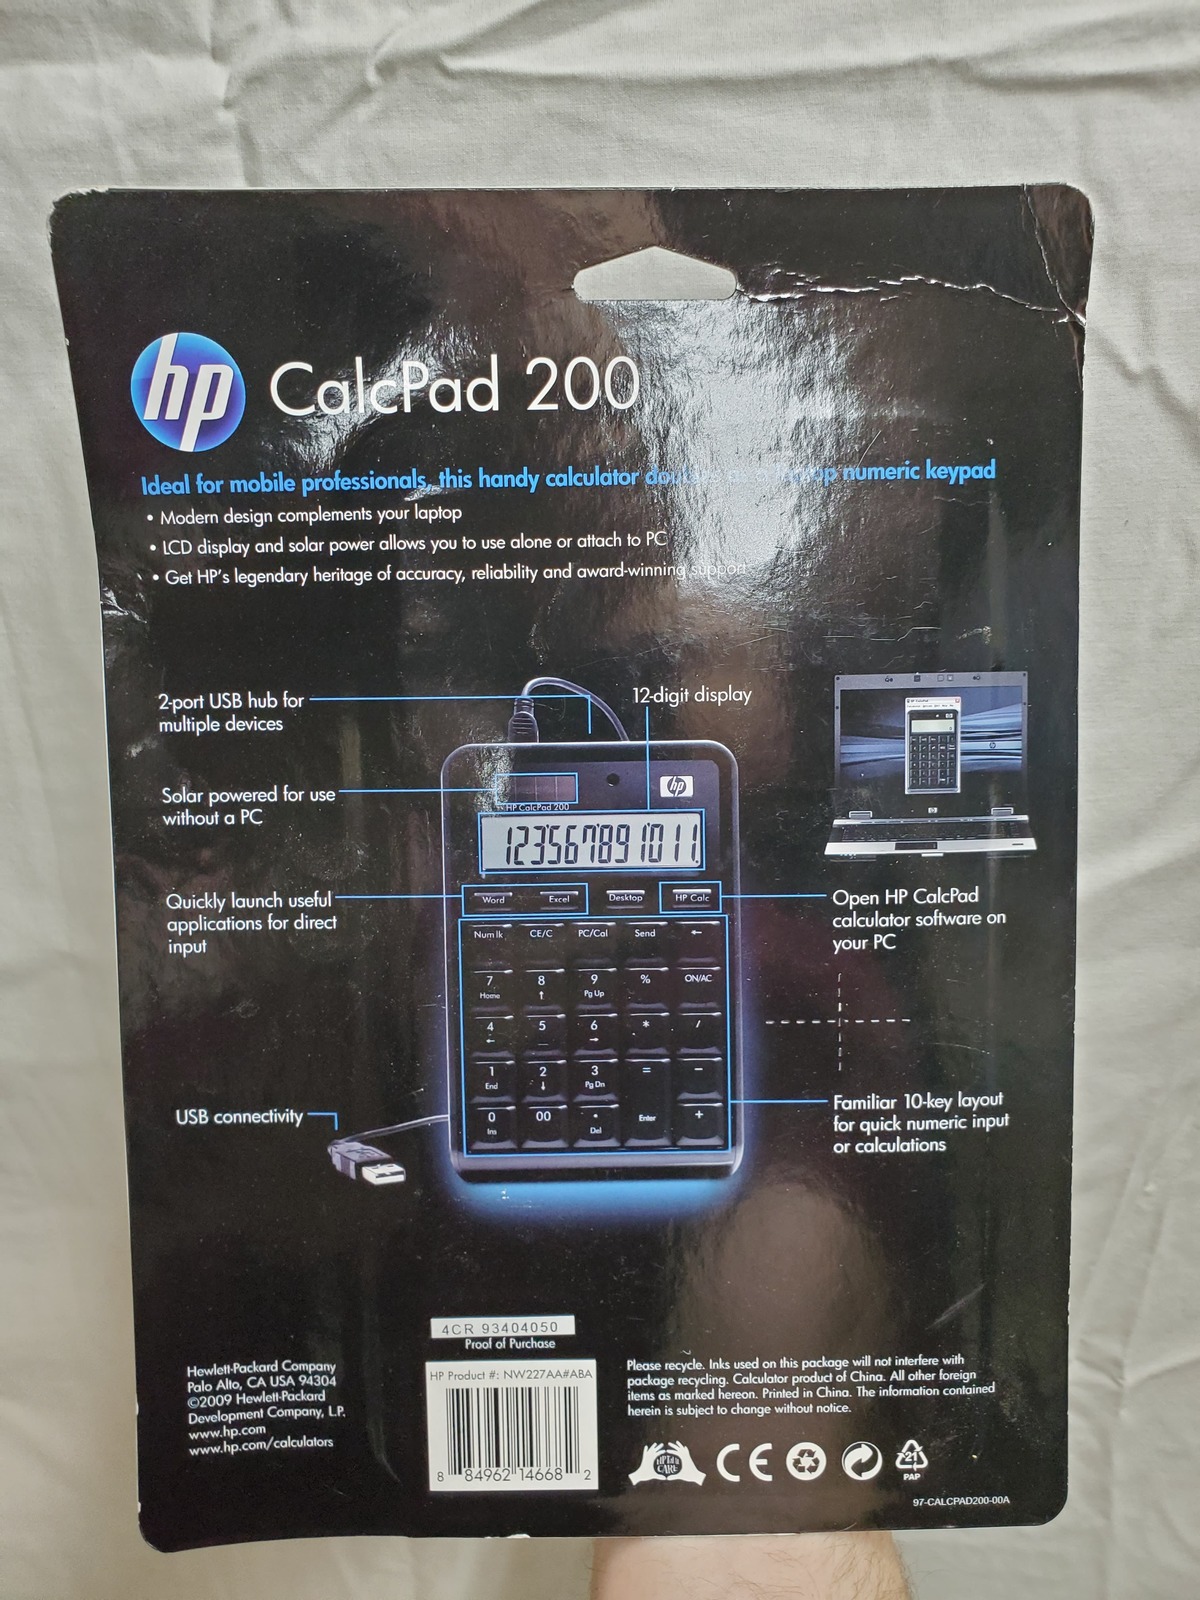 hp
CalcPad 200
Ideal for mobile professionals, this handy calculator numeric keypad
• Modern design complements your laptop
• LCD display and solar power allows you to use alone or attach to PC
• Get HP's legendary heritage of accuracy, reliability and award-winning support
2-port USB hub for
multiple devices
12-digit display
Solar powered for use
without a PC
hp
HP CalcPad 200
Quickly launch useful
applications for direct
input
Word Excel Desktop HP Calc
Open HP CalcPad
calculator software on
your PC
Num lk CE/C PC/Cal Send ←
7 8 9 % ON/AC
Home ↑ Pg Up
4 5 6 * /
← →
1 2 3 = -
End ↓ Pg Dn
0 00 . Enter +
Ins Del
USB connectivity
Familiar 10-key layout
for quick numeric input
or calculations
4CR 93404050
Proof of Purchase
Hewlett-Packard Company
Palo Alto, CA USA 94304
©2009 Hewlett-Packard
Development Company, L.P.
www.hp.com
www.hp.com/calculators
HP Product #: NW227AA#ABA
8 84962 14668 2
Please recycle. Inks used on this package will not interfere with
package recycling. Calculator product of China. All other foreign
items as marked hereon. Printed in China. The information contained
herein is subject to change without notice.
CE
21
PAP
97-CALCPAD200-00A